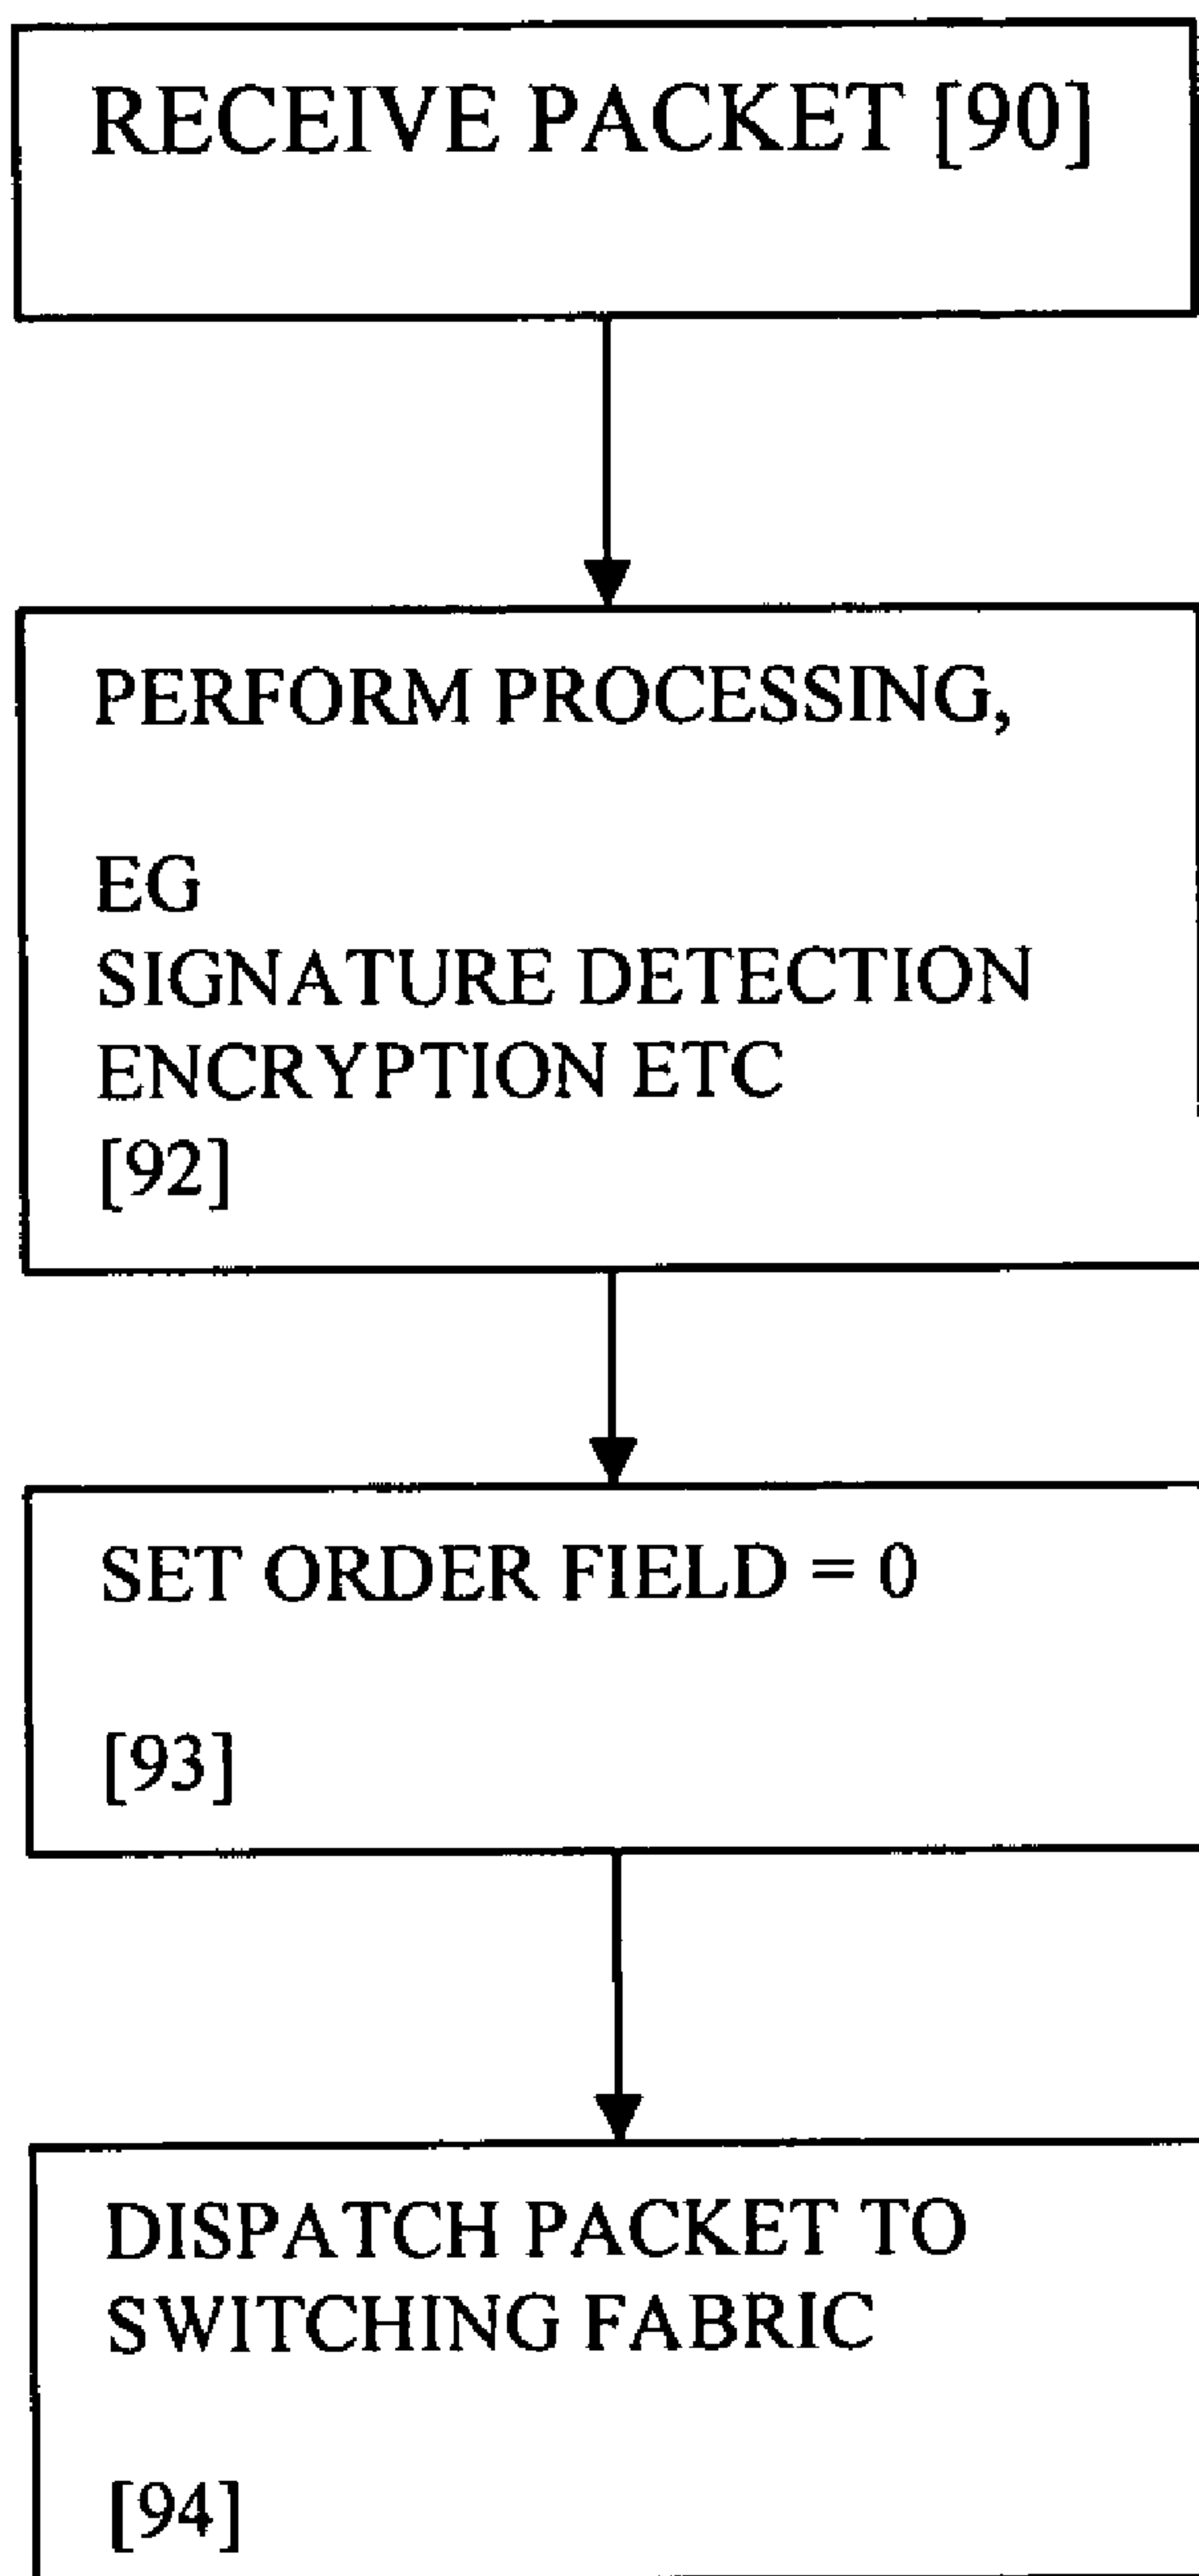 RECEIVE PACKET [90]
PERFORM PROCESSING,
EG
SIGNATURE DETECTION
ENCRYPTION ETC
[92]
SET ORDER FIELD = 0
[93]
DISPATCH PACKET TO
SWITCHING FABRIC
[94]